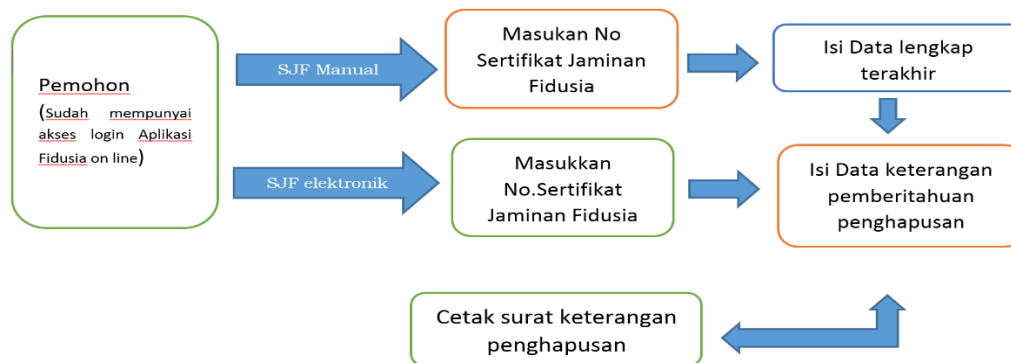 Pemohon
(Sudah mempunyai
akses login Aplikasi
Fidusia on line)
SJF Manual
Masukan No
Sertifikat Jaminan
Fidusia
Isi Data lengkap
terakhir
SJF elektronik
Masukkan
No.Sertifikat
Jaminan Fidusia
Isi Data keterangan
pemberitahuan
penghapusan
Cetak surat keterangan
penghapusan